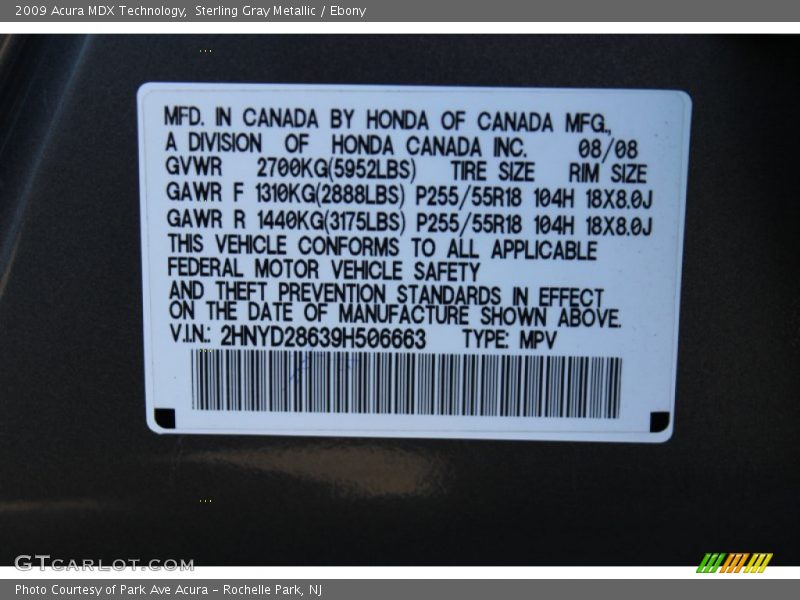 2009 Acura MDX Technology, Sterling Gray Metallic / Ebony
MFD. IN CANADA BY HONDA OF CANADA MFG.,
A DIVISION OF HONDA CANADA INC. 08/08
GVWR 2700KG(5952LBS) TIRE SIZE RIM SIZE
GAWR F 1310KG(2888LBS) P255/55R18 104H 18X8.0J
GAWR R 1440KG(3175LBS) P255/55R18 104H 18X8.0J
THIS VEHICLE CONFORMS TO ALL APPLICABLE
FEDERAL MOTOR VEHICLE SAFETY
AND THEFT PREVENTION STANDARDS IN EFFECT
ON THE DATE OF MANUFACTURE SHOWN ABOVE.
V.I.N.: 2HNYD28639H506663 TYPE: MPV
GTCARLOT.COM
Photo Courtesy of Park Ave Acura - Rochelle Park, NJ